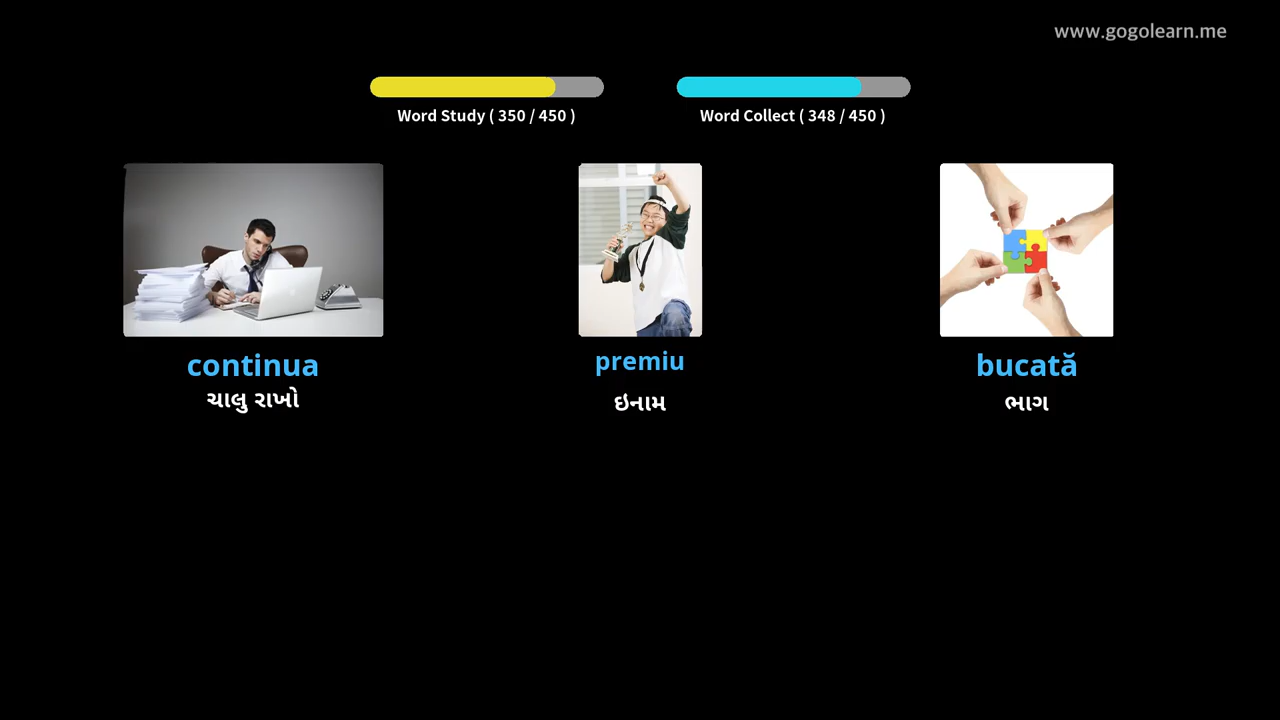 www.gogolearn.me
Word Study ( 350 / 450 )
Word Collect ( 348 / 450 )
continua
premiu
bucată
ચાલુ રાખો
ઇનામ
ભાગ